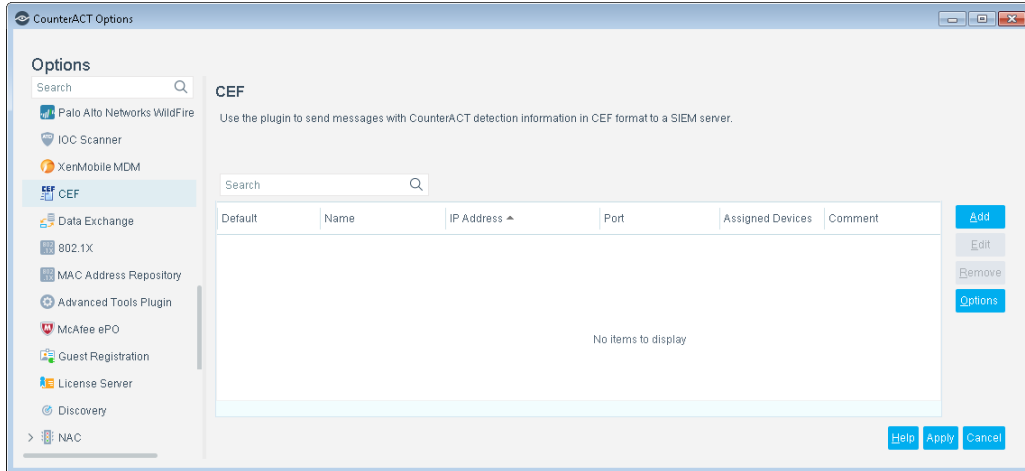 CounterACT Options
Options
Search
Palo Alto Networks WildFire
IOC Scanner
XenMobile MDM
CEF
Data Exchange
802.1X
MAC Address Repository
Advanced Tools Plugin
McAfee ePO
Guest Registration
License Server
Discovery
NAC
CEF
Use the plugin to send messages with CounterACT detection information in CEF format to a SIEM server.
Search
Default Name IP Address Port Assigned Devices Comment
No items to display
Add
Edit
Remove
Options
Help Apply Cancel